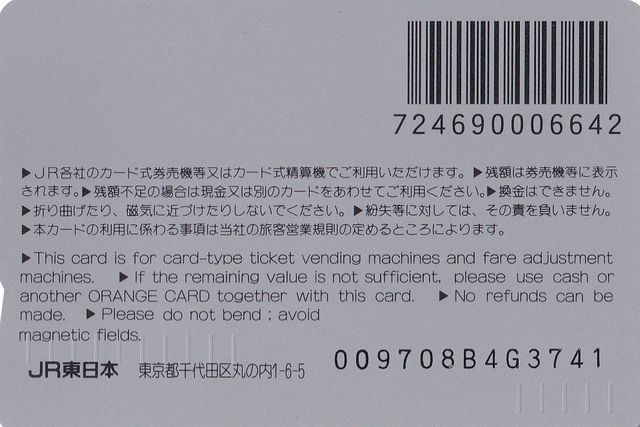 724690006642
▶JR各社のカード式券売機等又はカード式精算機でご利用いただけます。▶残額は券売機等に表示
されます。▶残額不足の場合は現金又は別のカードをあわせてご利用ください。▶換金はできません。
▶折り曲げたり、磁気に近づけたりしないでください。▶紛失等に対しては、その責を負いません。
▶本カードの利用に係わる事項は当社の旅客営業規則の定めるところによります。
▶This card is for card-type ticket vending machines and fare adjustment
machines. ▶If the remaining value is not sufficient, please use cash or
another ORANGE CARD together with this card. ▶No refunds can be
made. ▶Please do not bend ; avoid
magnetic fields.
JR東日本 東京都千代田区丸の内1-6-5 009708B4G3741